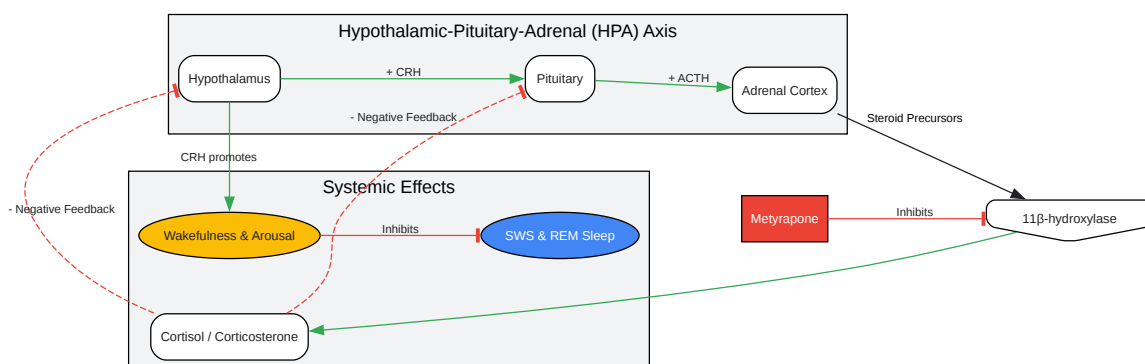 Hypothalamic-Pituitary-Adrenal (HPA) Axis
Hypothalamus
+ CRH
Pituitary
+ ACTH
Adrenal Cortex
- Negative Feedback
Steroid Precursors
CRH promotes
Systemic Effects
- Negative Feedback
Wakefulness & Arousal
Inhibits
SWS & REM Sleep
Metyrapone
Inhibits
11β-hydroxylase
Cortisol / Corticosterone